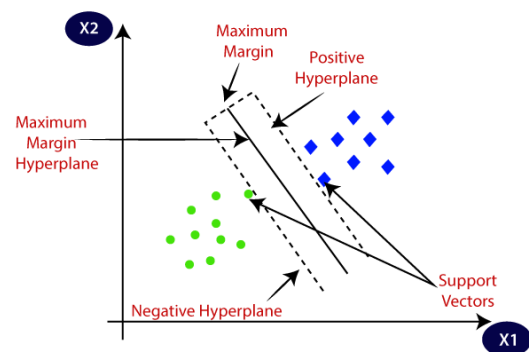 X2
Maximum
Margin
Positive
Hyperplane
Maximum
Margin
Hyperplane
Support
Vectors
Negative Hyperplane
X1